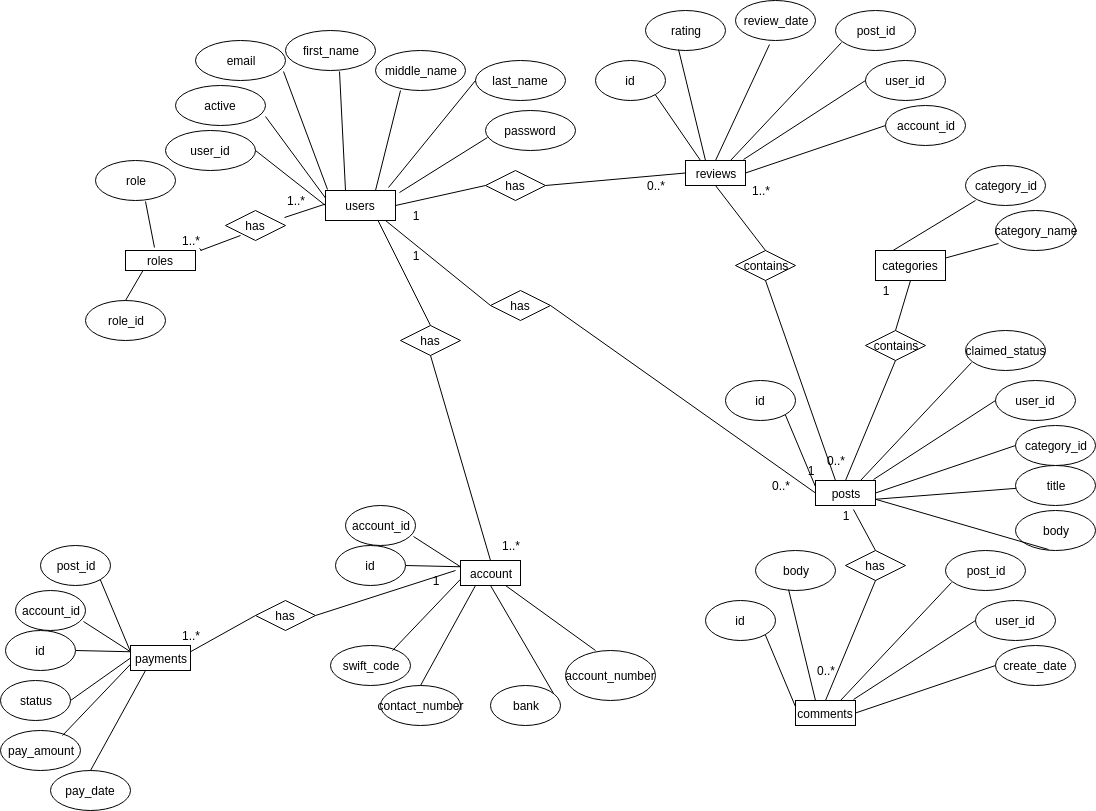 rating
review_date
post_id
first_name
email
middle_name
last_name
id
user_id
active
account_id
password
user_id
role
reviews
has
0..*
1..*
category_id
1..*
users
1
has
category_name
1..*
roles
1
contains
categories
1
role_id
has
has
contains
claimed_status
id
user_id
category_id
0..*
1
0..*
posts
title
1
body
account_id
1..*
post_id
id
account
1
has
body
post_id
account_id
has
id
user_id
1..*
id
payments
swift_code
account_number
0..*
create_date
status
contact_number
bank
comments
pay_amount
pay_date